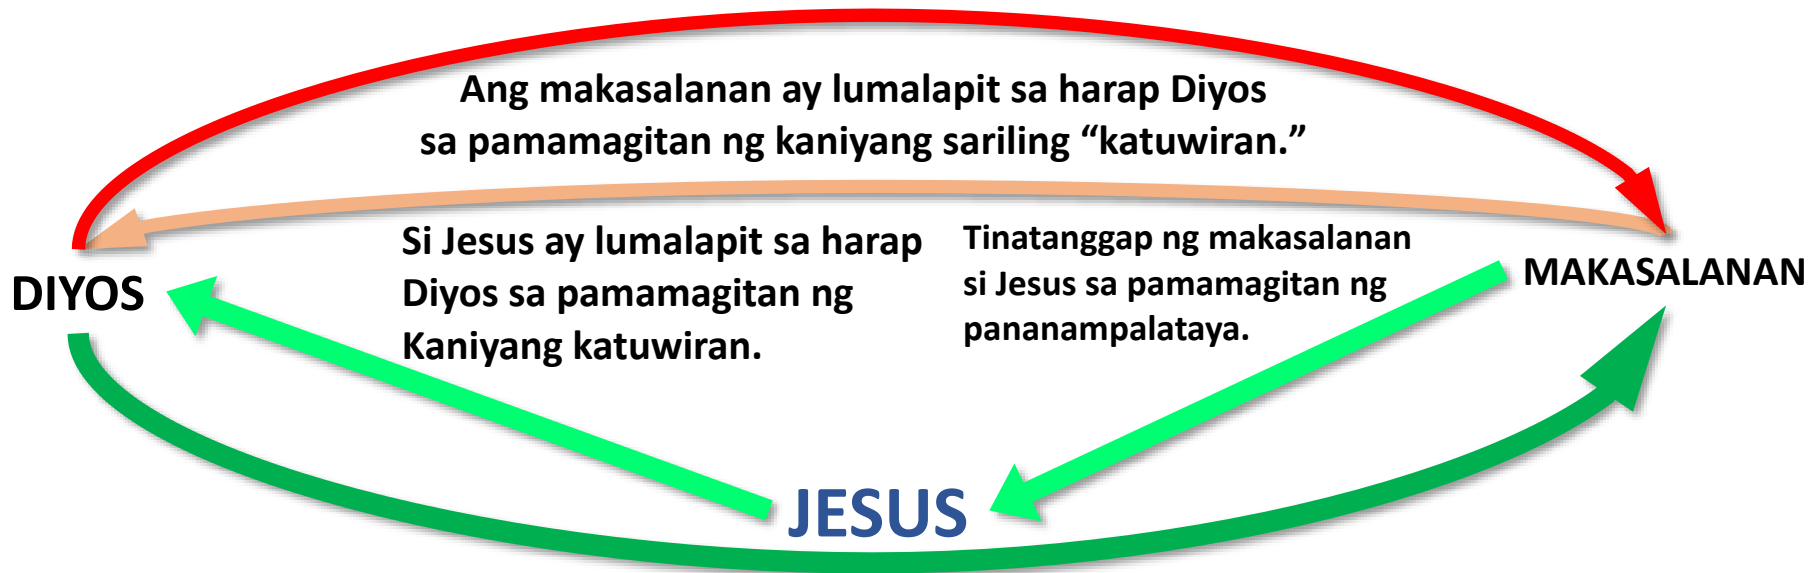 Ang makasalanan ay lumalapit sa harap Diyos
sa pamamagitan ng kaniyang sariling “katuwiran.”
Si Jesus ay lumalapit sa harap
Diyos sa pamamagitan ng
Kaniyang katuwiran.
Tinatanggap ng makasalanan
si Jesus sa pamamagitan ng
pananampalataya.
DIYOS
MAKASALANAN
JESUS